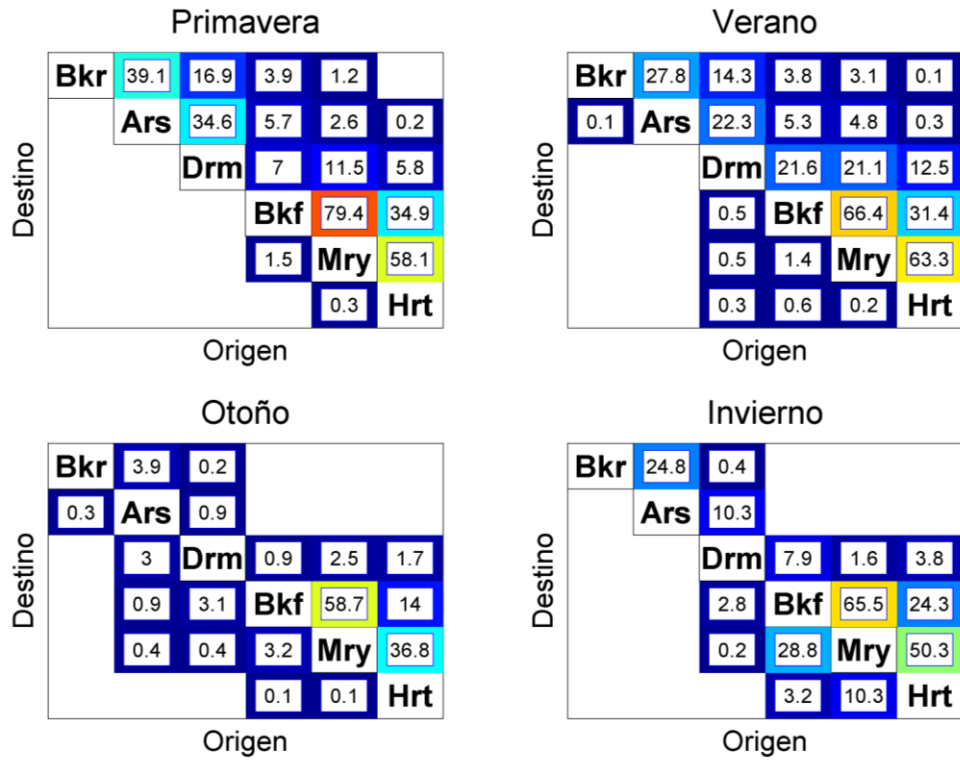 Primavera
Bkr 39.1 16.9 3.9 1.2
Ars 34.6 5.7 2.6 0.2
Drm 7 11.5 5.8
Bkf 79.4 34.9
1.5 Mry 58.1
0.3 Hrt
Destino
Origen
Verano
Bkr 27.8 14.3 3.8 3.1 0.1
0.1 Ars 22.3 5.3 4.8 0.3
Drm 21.6 21.1 12.5
0.5 Bkf 66.4 31.4
0.5 1.4 Mry 63.3
0.3 0.6 0.2 Hrt
Destino
Origen
Otoño
Bkr 3.9 0.2
0.3 Ars 0.9
3 Drm 0.9 2.5 1.7
0.9 3.1 Bkf 58.7 14
0.4 0.4 3.2 Mry 36.8
0.1 0.1 Hrt
Destino
Origen
Invierno
Bkr 24.8 0.4
Ars 10.3
Drm 7.9 1.6 3.8
2.8 Bkf 65.5 24.3
0.2 28.8 Mry 50.3
3.2 10.3 Hrt
Destino
Origen